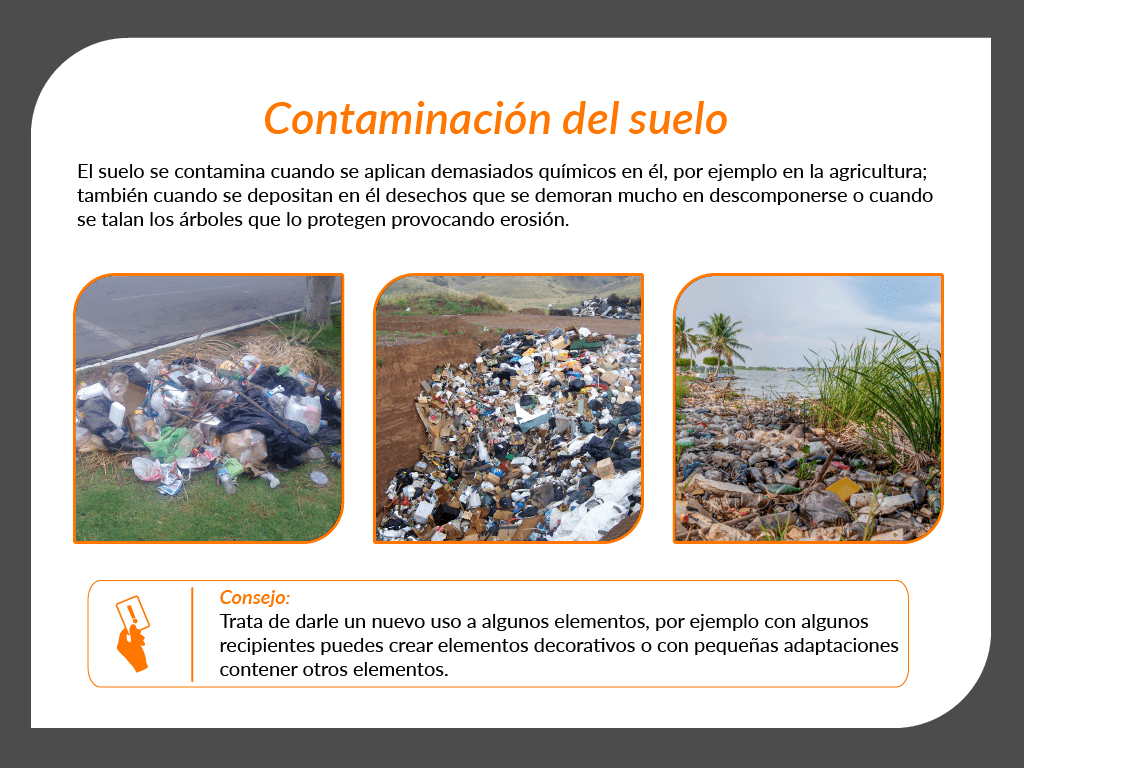 Contaminación del suelo
El suelo se contamina cuando se aplican demasiados químicos en él, por ejemplo en la agricultura;
también cuando se depositan en él desechos que se demoran mucho en descomponerse o cuando
se talan los árboles que lo protegen provocando erosión.
Consejo:
Trata de darle un nuevo uso a algunos elementos, por ejemplo con algunos
recipientes puedes crear elementos decorativos o con pequeñas adaptaciones
contener otros elementos.